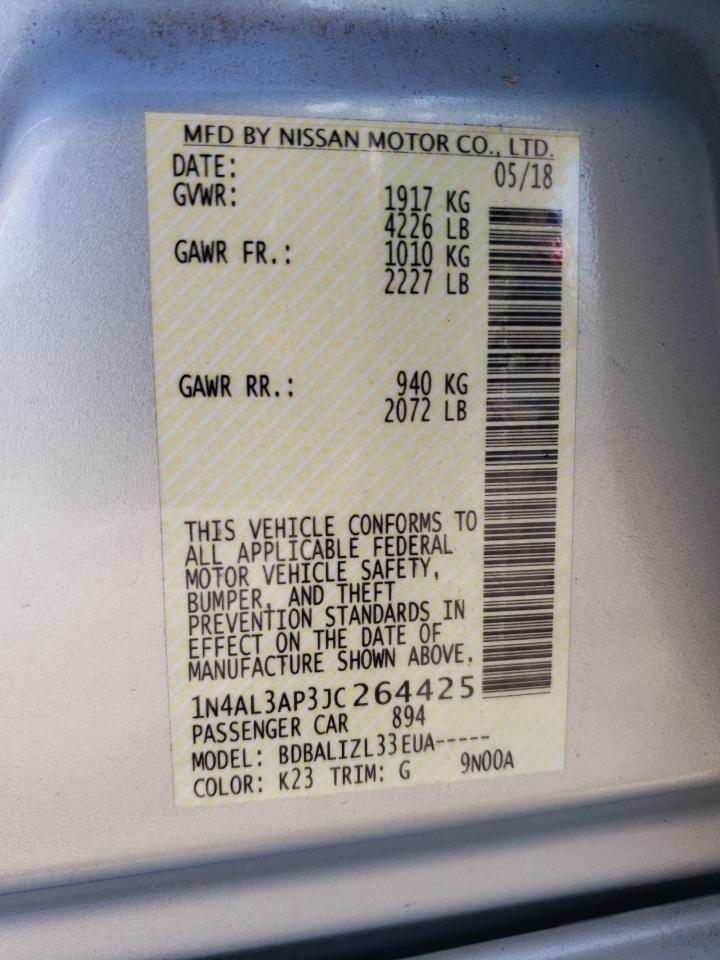 MFD BY NISSAN MOTOR CO., LTD.
DATE: 05/18
GVWR: 1917 KG
4226 LB
GAWR FR.: 1010 KG
2227 LB
GAWR RR.: 940 KG
2072 LB
THIS VEHICLE CONFORMS TO
ALL APPLICABLE FEDERAL
MOTOR VEHICLE SAFETY,
BUMPER, AND THEFT
PREVENTION STANDARDS IN
EFFECT ON THE DATE OF
MANUFACTURE SHOWN ABOVE.
1N4AL3AP3JC264425
PASSENGER CAR 894
MODEL: BDBALIZL33EUA-----
COLOR: K23 TRIM: G 9N00A